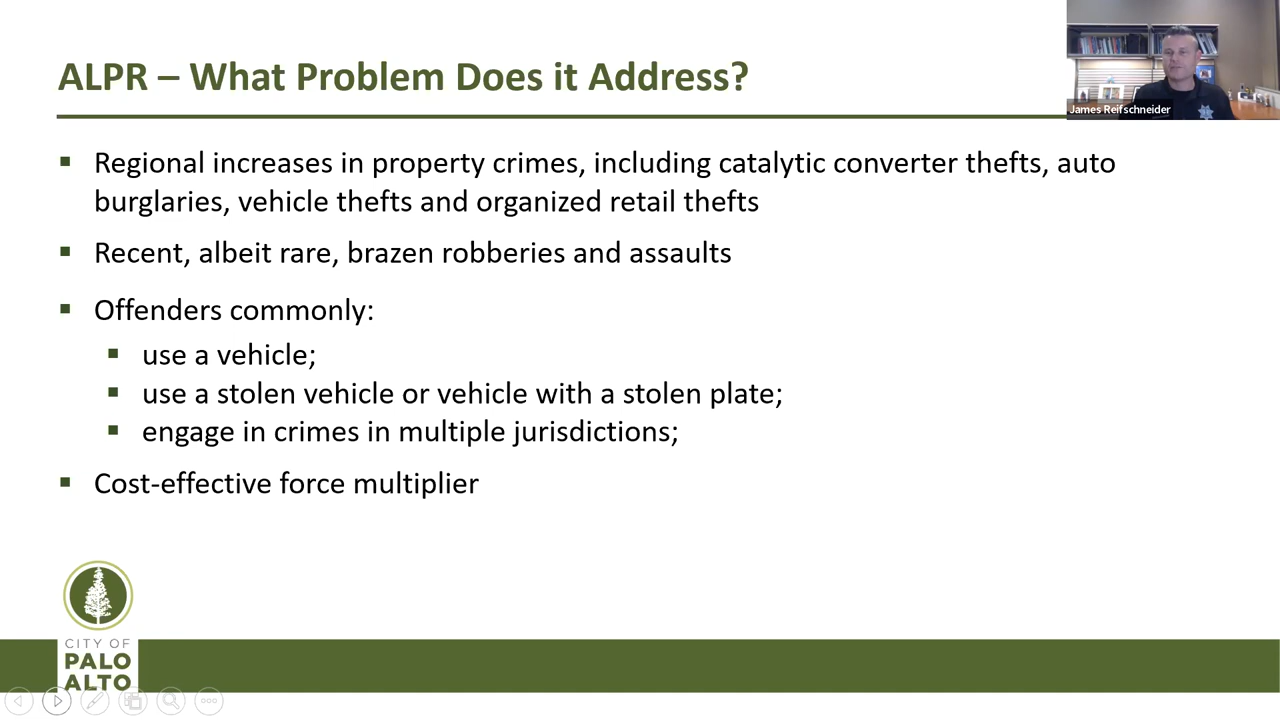 ALPR – What Problem Does it Address?
James Reifschneider
▪ Regional increases in property crimes, including catalytic converter thefts, auto
burglaries, vehicle thefts and organized retail thefts
▪ Recent, albeit rare, brazen robberies and assaults
▪ Offenders commonly:
▪ use a vehicle;
▪ use a stolen vehicle or vehicle with a stolen plate;
▪ engage in crimes in multiple jurisdictions;
▪ Cost-effective force multiplier
CITY OF
PALO
ALTO